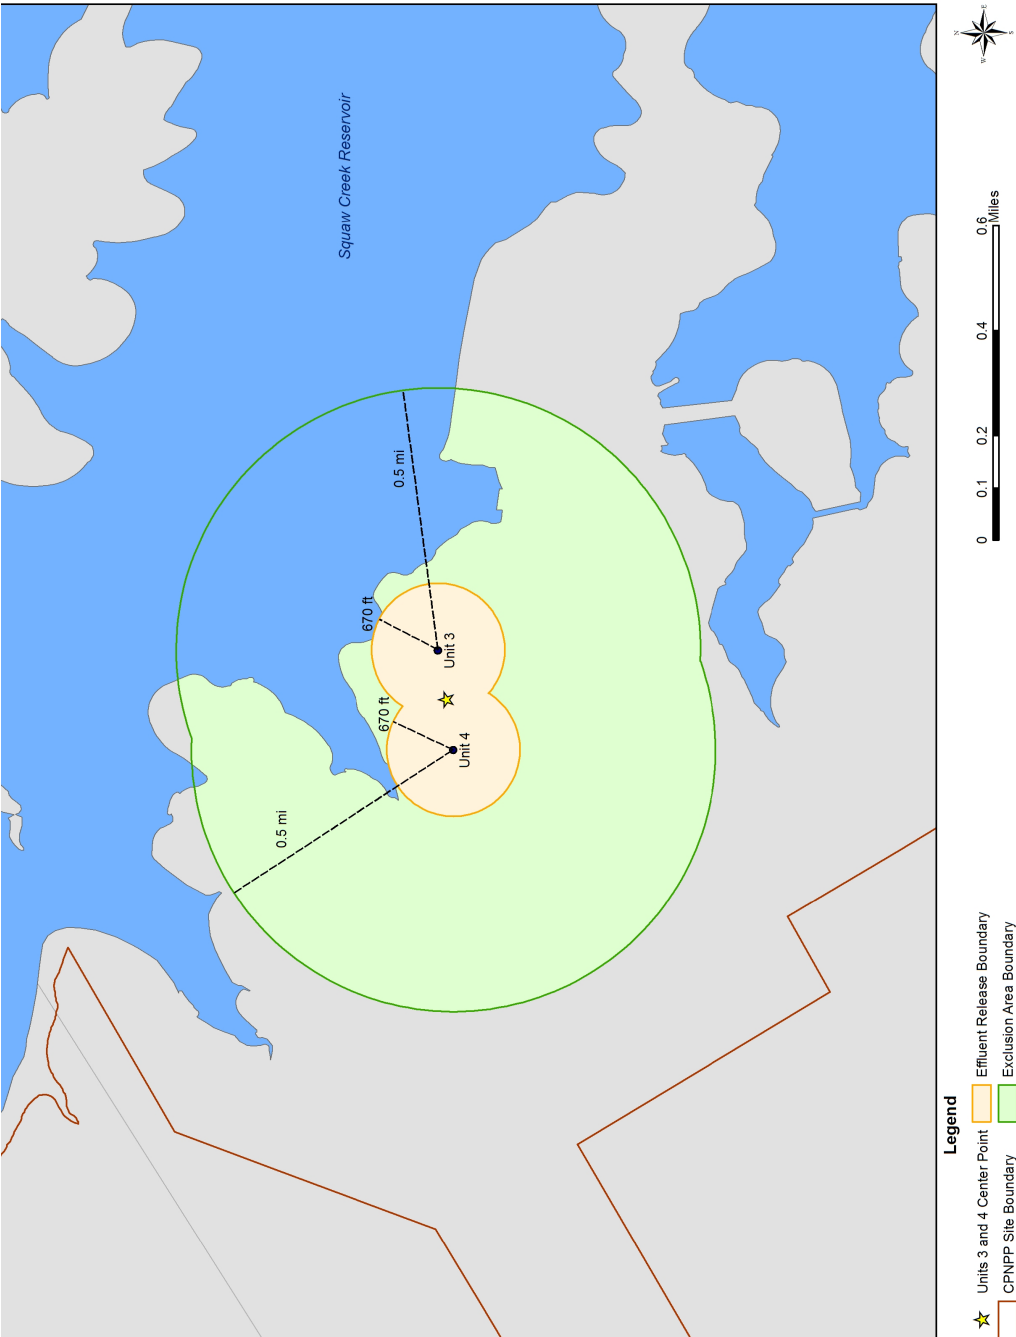 Squaw Creek Reservoir
0.5 mi
670 ft
Unit 3
670 ft
Unit 4
0.5 mi
N
E
S
W
0 0.1 0.2 0.4 0.6
Miles
Legend
Units 3 and 4 Center Point
Effluent Release Boundary
CPNPP Site Boundary
Exclusion Area Boundary